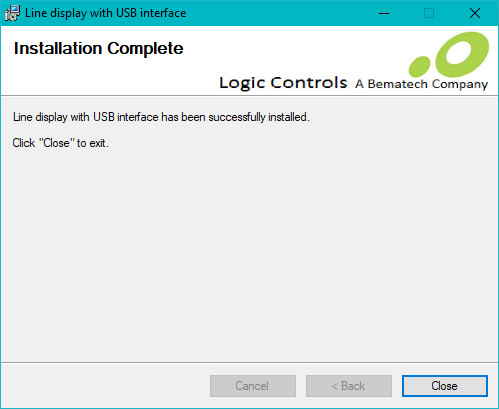 Line display with USB interface
Installation Complete
Logic Controls A Bematech Company
Line display with USB interface has been successfully installed.
Click "Close" to exit.
Cancel
< Back
Close